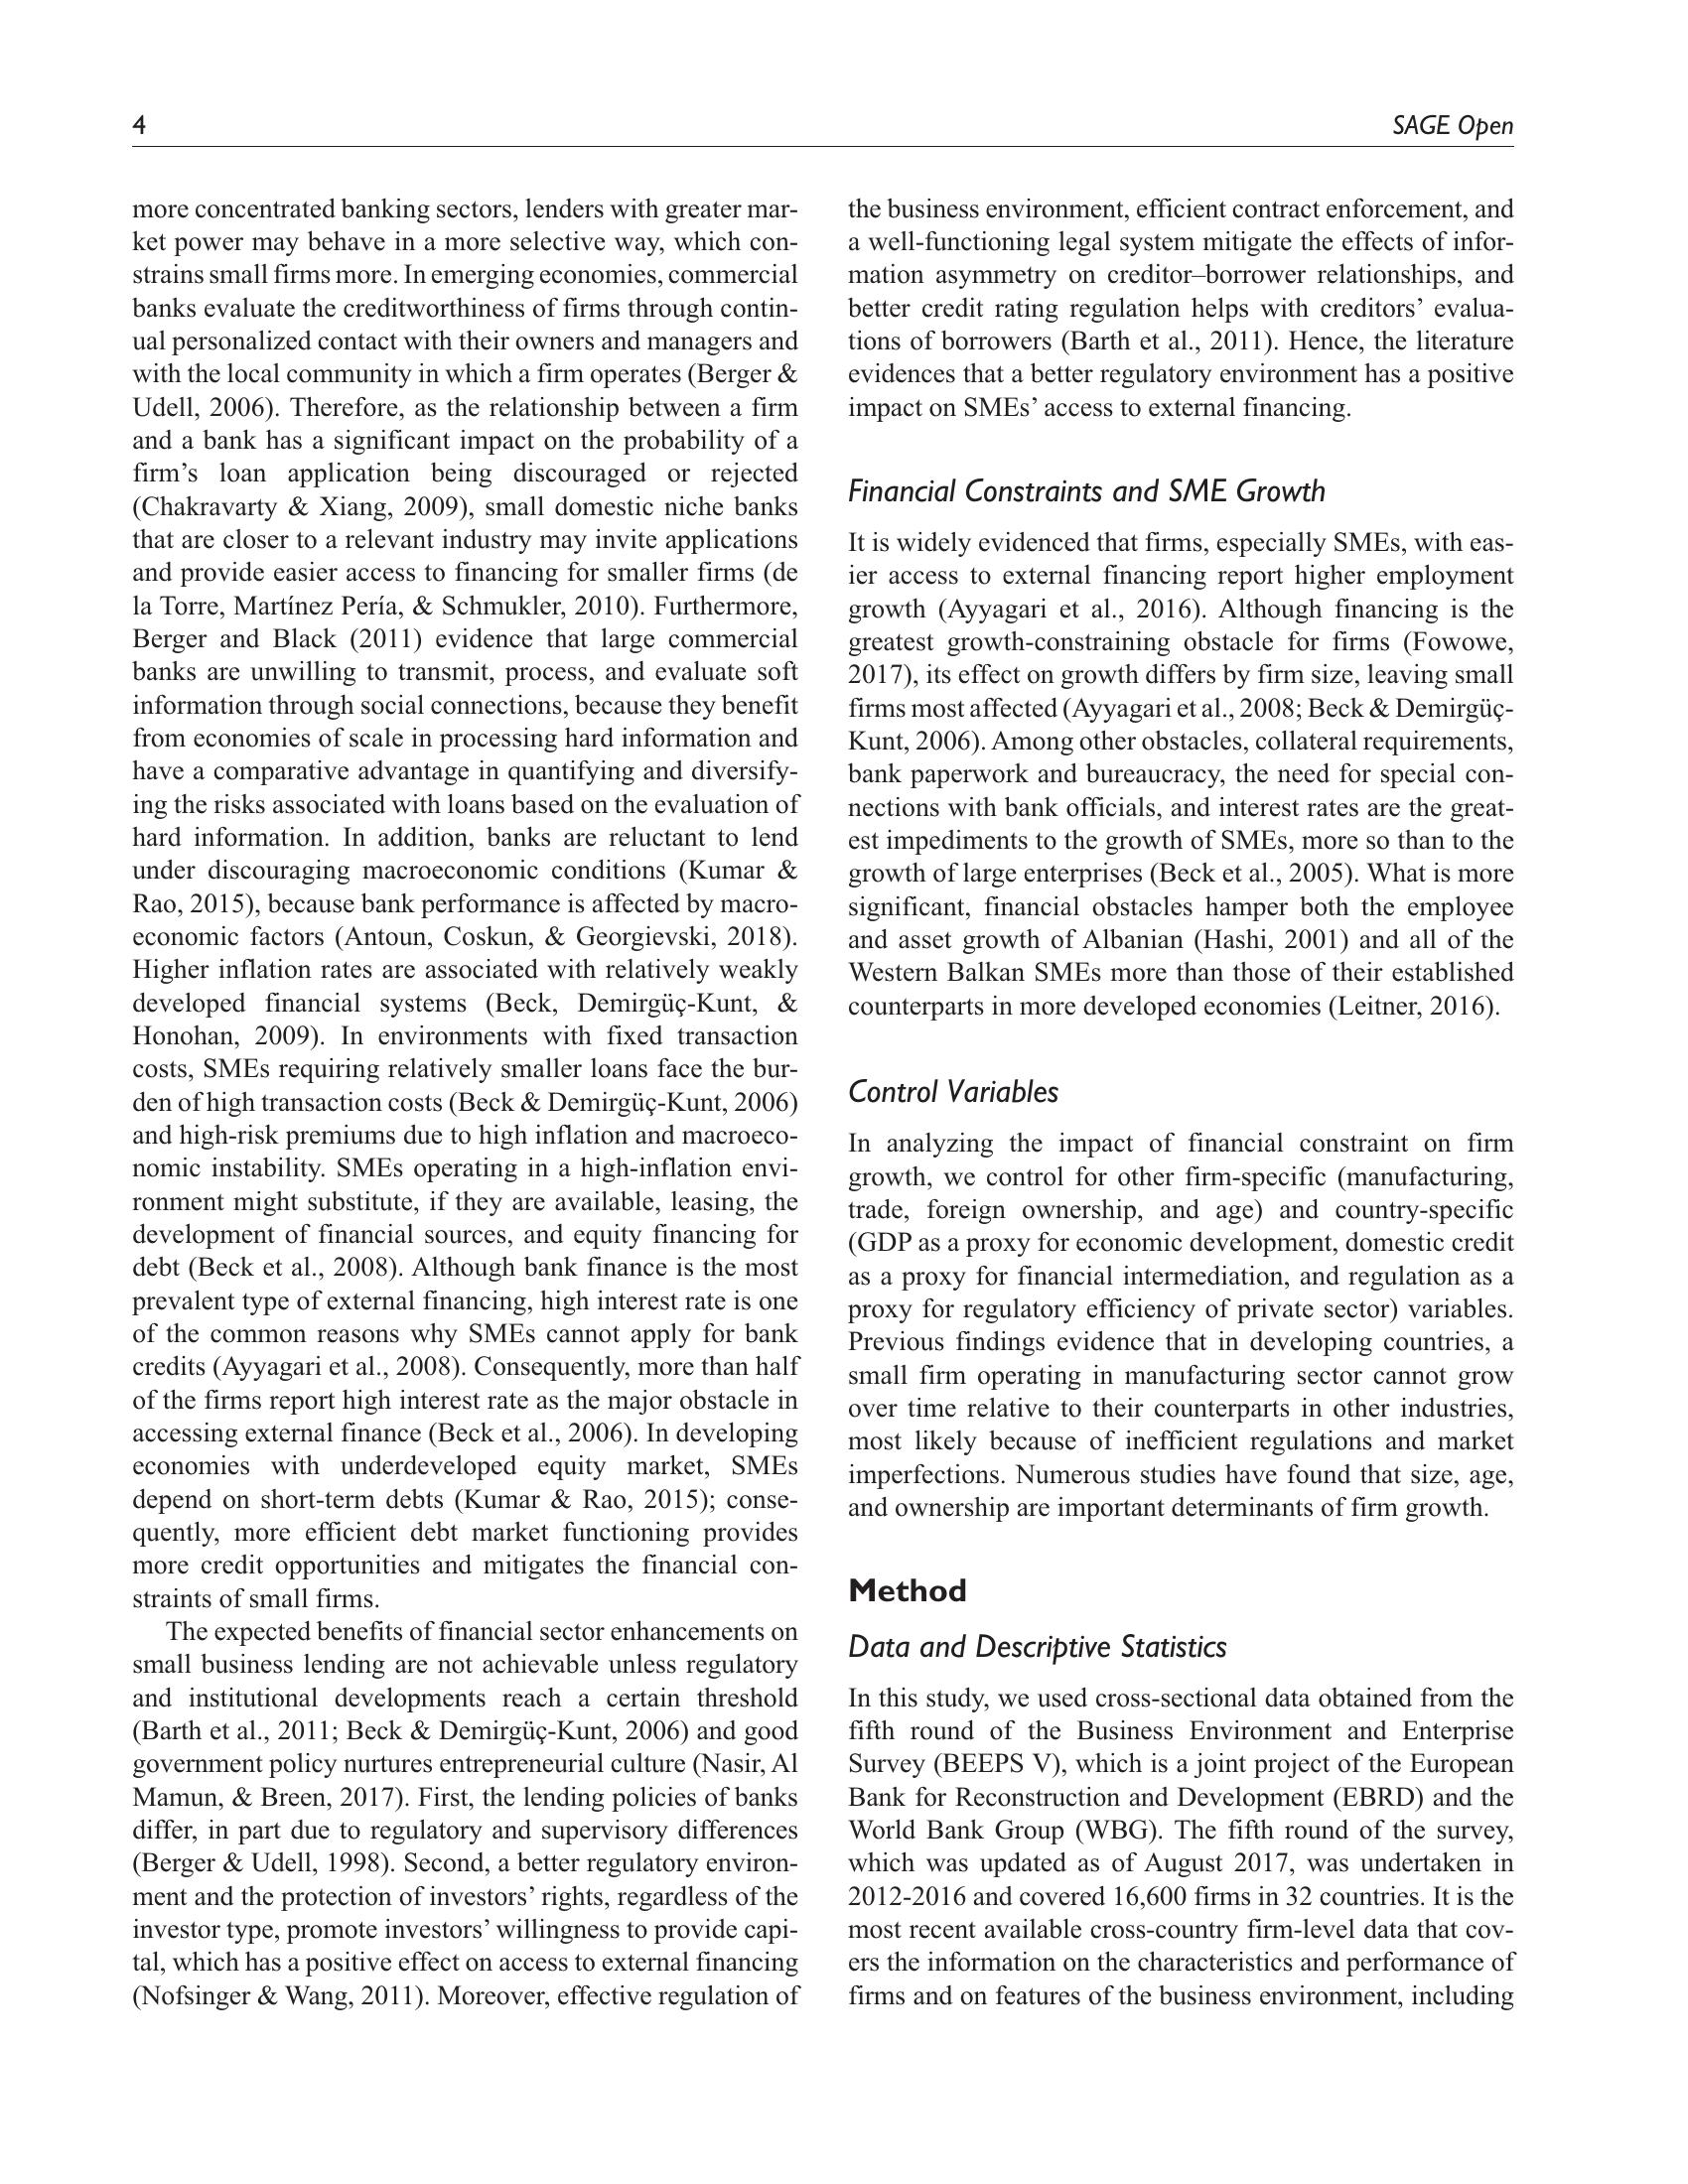 4
SAGE Open
more concentrated banking sectors, lenders with greater mar-
ket power may behave in a more selective way, which con-
strains small firms more. In emerging economies, commercial
banks evaluate the creditworthiness of firms through contin-
ual personalized contact with their owners and managers and
with the local community in which a firm operates (Berger &
Udell, 2006). Therefore, as the relationship between a firm
and a bank has a significant impact on the probability of a
firm’s loan application being discouraged or rejected
(Chakravarty & Xiang, 2009), small domestic niche banks
that are closer to a relevant industry may invite applications
and provide easier access to financing for smaller firms (de
la Torre, Martínez Pería, & Schmukler, 2010). Furthermore,
Berger and Black (2011) evidence that large commercial
banks are unwilling to transmit, process, and evaluate soft
information through social connections, because they benefit
from economies of scale in processing hard information and
have a comparative advantage in quantifying and diversify-
ing the risks associated with loans based on the evaluation of
hard information. In addition, banks are reluctant to lend
under discouraging macroeconomic conditions (Kumar &
Rao, 2015), because bank performance is affected by macro-
economic factors (Antoun, Coskun, & Georgievski, 2018).
Higher inflation rates are associated with relatively weakly
developed financial systems (Beck, Demirgüç-Kunt, &
Honohan, 2009). In environments with fixed transaction
costs, SMEs requiring relatively smaller loans face the bur-
den of high transaction costs (Beck & Demirgüç-Kunt, 2006)
and high-risk premiums due to high inflation and macroeco-
nomic instability. SMEs operating in a high-inflation envi-
ronment might substitute, if they are available, leasing, the
development of financial sources, and equity financing for
debt (Beck et al., 2008). Although bank finance is the most
prevalent type of external financing, high interest rate is one
of the common reasons why SMEs cannot apply for bank
credits (Ayyagari et al., 2008). Consequently, more than half
of the firms report high interest rate as the major obstacle in
accessing external finance (Beck et al., 2006). In developing
economies with underdeveloped equity market, SMEs
depend on short-term debts (Kumar & Rao, 2015); conse-
quently, more efficient debt market functioning provides
more credit opportunities and mitigates the financial con-
straints of small firms.
The expected benefits of financial sector enhancements on
small business lending are not achievable unless regulatory
and institutional developments reach a certain threshold
(Barth et al., 2011; Beck & Demirgüç-Kunt, 2006) and good
government policy nurtures entrepreneurial culture (Nasir, Al
Mamun, & Breen, 2017). First, the lending policies of banks
differ, in part due to regulatory and supervisory differences
(Berger & Udell, 1998). Second, a better regulatory environ-
ment and the protection of investors’ rights, regardless of the
investor type, promote investors’ willingness to provide capi-
tal, which has a positive effect on access to external financing
(Nofsinger & Wang, 2011). Moreover, effective regulation of
the business environment, efficient contract enforcement, and
a well-functioning legal system mitigate the effects of infor-
mation asymmetry on creditor–borrower relationships, and
better credit rating regulation helps with creditors’ evalua-
tions of borrowers (Barth et al., 2011). Hence, the literature
evidences that a better regulatory environment has a positive
impact on SMEs’ access to external financing.
Financial Constraints and SME Growth
It is widely evidenced that firms, especially SMEs, with eas-
ier access to external financing report higher employment
growth (Ayyagari et al., 2016). Although financing is the
greatest growth-constraining obstacle for firms (Fowowe,
2017), its effect on growth differs by firm size, leaving small
firms most affected (Ayyagari et al., 2008; Beck & Demirgüç-
Kunt, 2006). Among other obstacles, collateral requirements,
bank paperwork and bureaucracy, the need for special con-
nections with bank officials, and interest rates are the great-
est impediments to the growth of SMEs, more so than to the
growth of large enterprises (Beck et al., 2005). What is more
significant, financial obstacles hamper both the employee
and asset growth of Albanian (Hashi, 2001) and all of the
Western Balkan SMEs more than those of their established
counterparts in more developed economies (Leitner, 2016).
Control Variables
In analyzing the impact of financial constraint on firm
growth, we control for other firm-specific (manufacturing,
trade, foreign ownership, and age) and country-specific
(GDP as a proxy for economic development, domestic credit
as a proxy for financial intermediation, and regulation as a
proxy for regulatory efficiency of private sector) variables.
Previous findings evidence that in developing countries, a
small firm operating in manufacturing sector cannot grow
over time relative to their counterparts in other industries,
most likely because of inefficient regulations and market
imperfections. Numerous studies have found that size, age,
and ownership are important determinants of firm growth.
Method
Data and Descriptive Statistics
In this study, we used cross-sectional data obtained from the
fifth round of the Business Environment and Enterprise
Survey (BEEPS V), which is a joint project of the European
Bank for Reconstruction and Development (EBRD) and the
World Bank Group (WBG). The fifth round of the survey,
which was updated as of August 2017, was undertaken in
2012-2016 and covered 16,600 firms in 32 countries. It is the
most recent available cross-country firm-level data that cov-
ers the information on the characteristics and performance of
firms and on features of the business environment, including